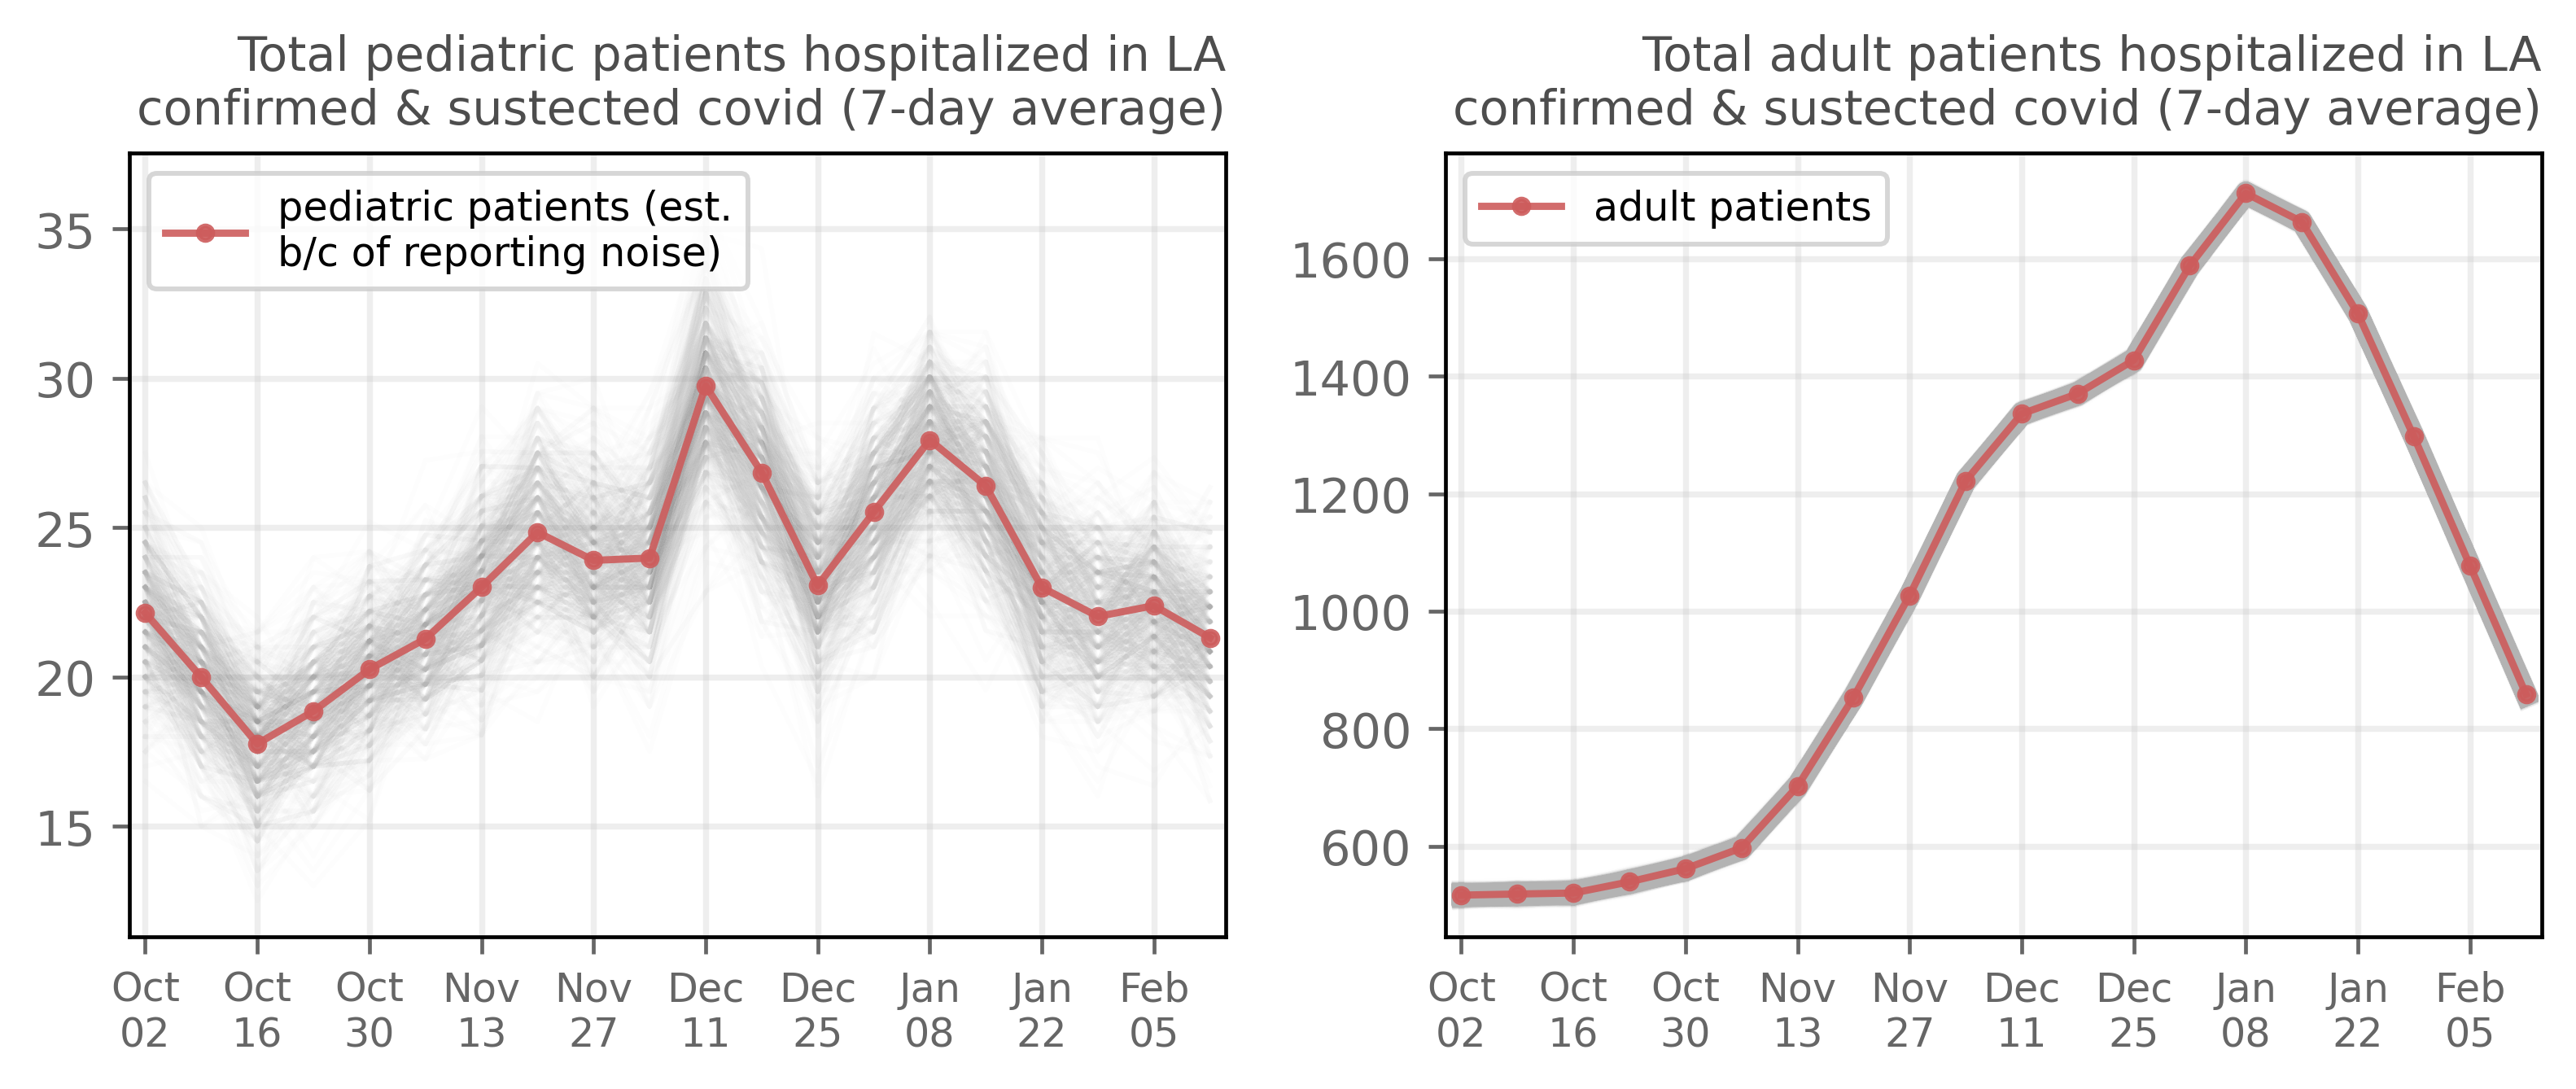 Total pediatric patients hospitalized in LA
confirmed & sustected covid (7-day average)
pediatric patients (est.
b/c of reporting noise)
35
30
25
20
15
Oct
02
Oct
16
Oct
30
Nov
13
Nov
27
Dec
11
Dec
25
Jan
08
Jan
22
Feb
05
Total adult patients hospitalized in LA
confirmed & sustected covid (7-day average)
adult patients
1600
1400
1200
1000
800
600
Oct
02
Oct
16
Oct
30
Nov
13
Nov
27
Dec
11
Dec
25
Jan
08
Jan
22
Feb
05